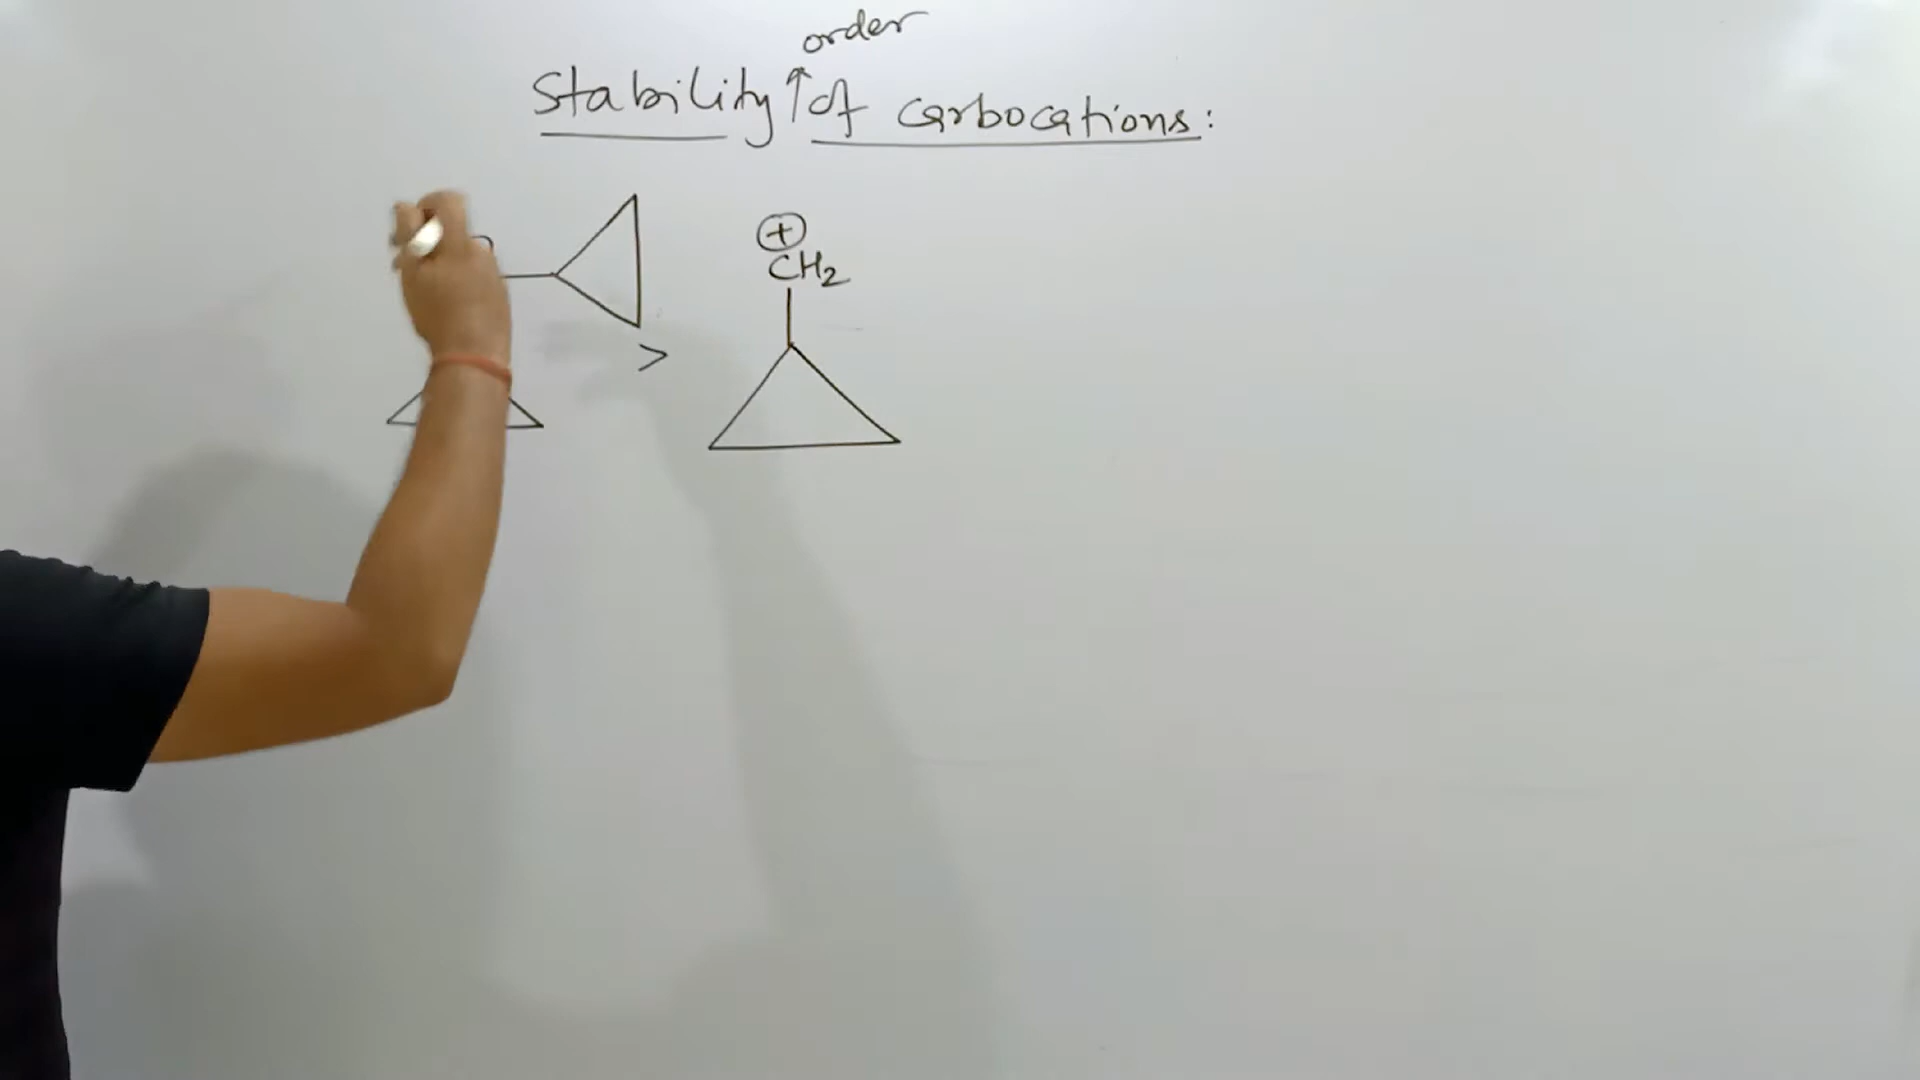 order
Stability ↑ of carbocations:
⊕
CH₂
>